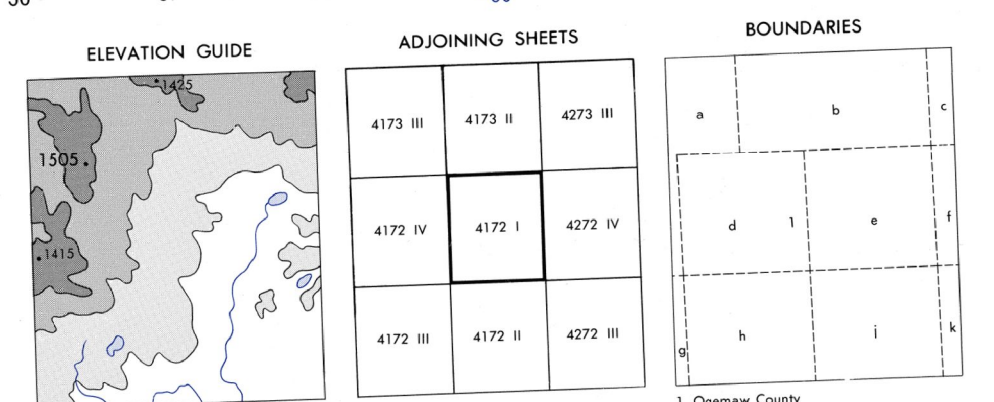 ELEVATION GUIDE
1425
1505
1415
ADJOINING SHEETS
4173 III 4173 II 4273 III
4172 IV 4172 I 4272 IV
4172 III 4172 II 4272 III
BOUNDARIES
a b c
d 1 e f
g h j k
1. Ogemaw County